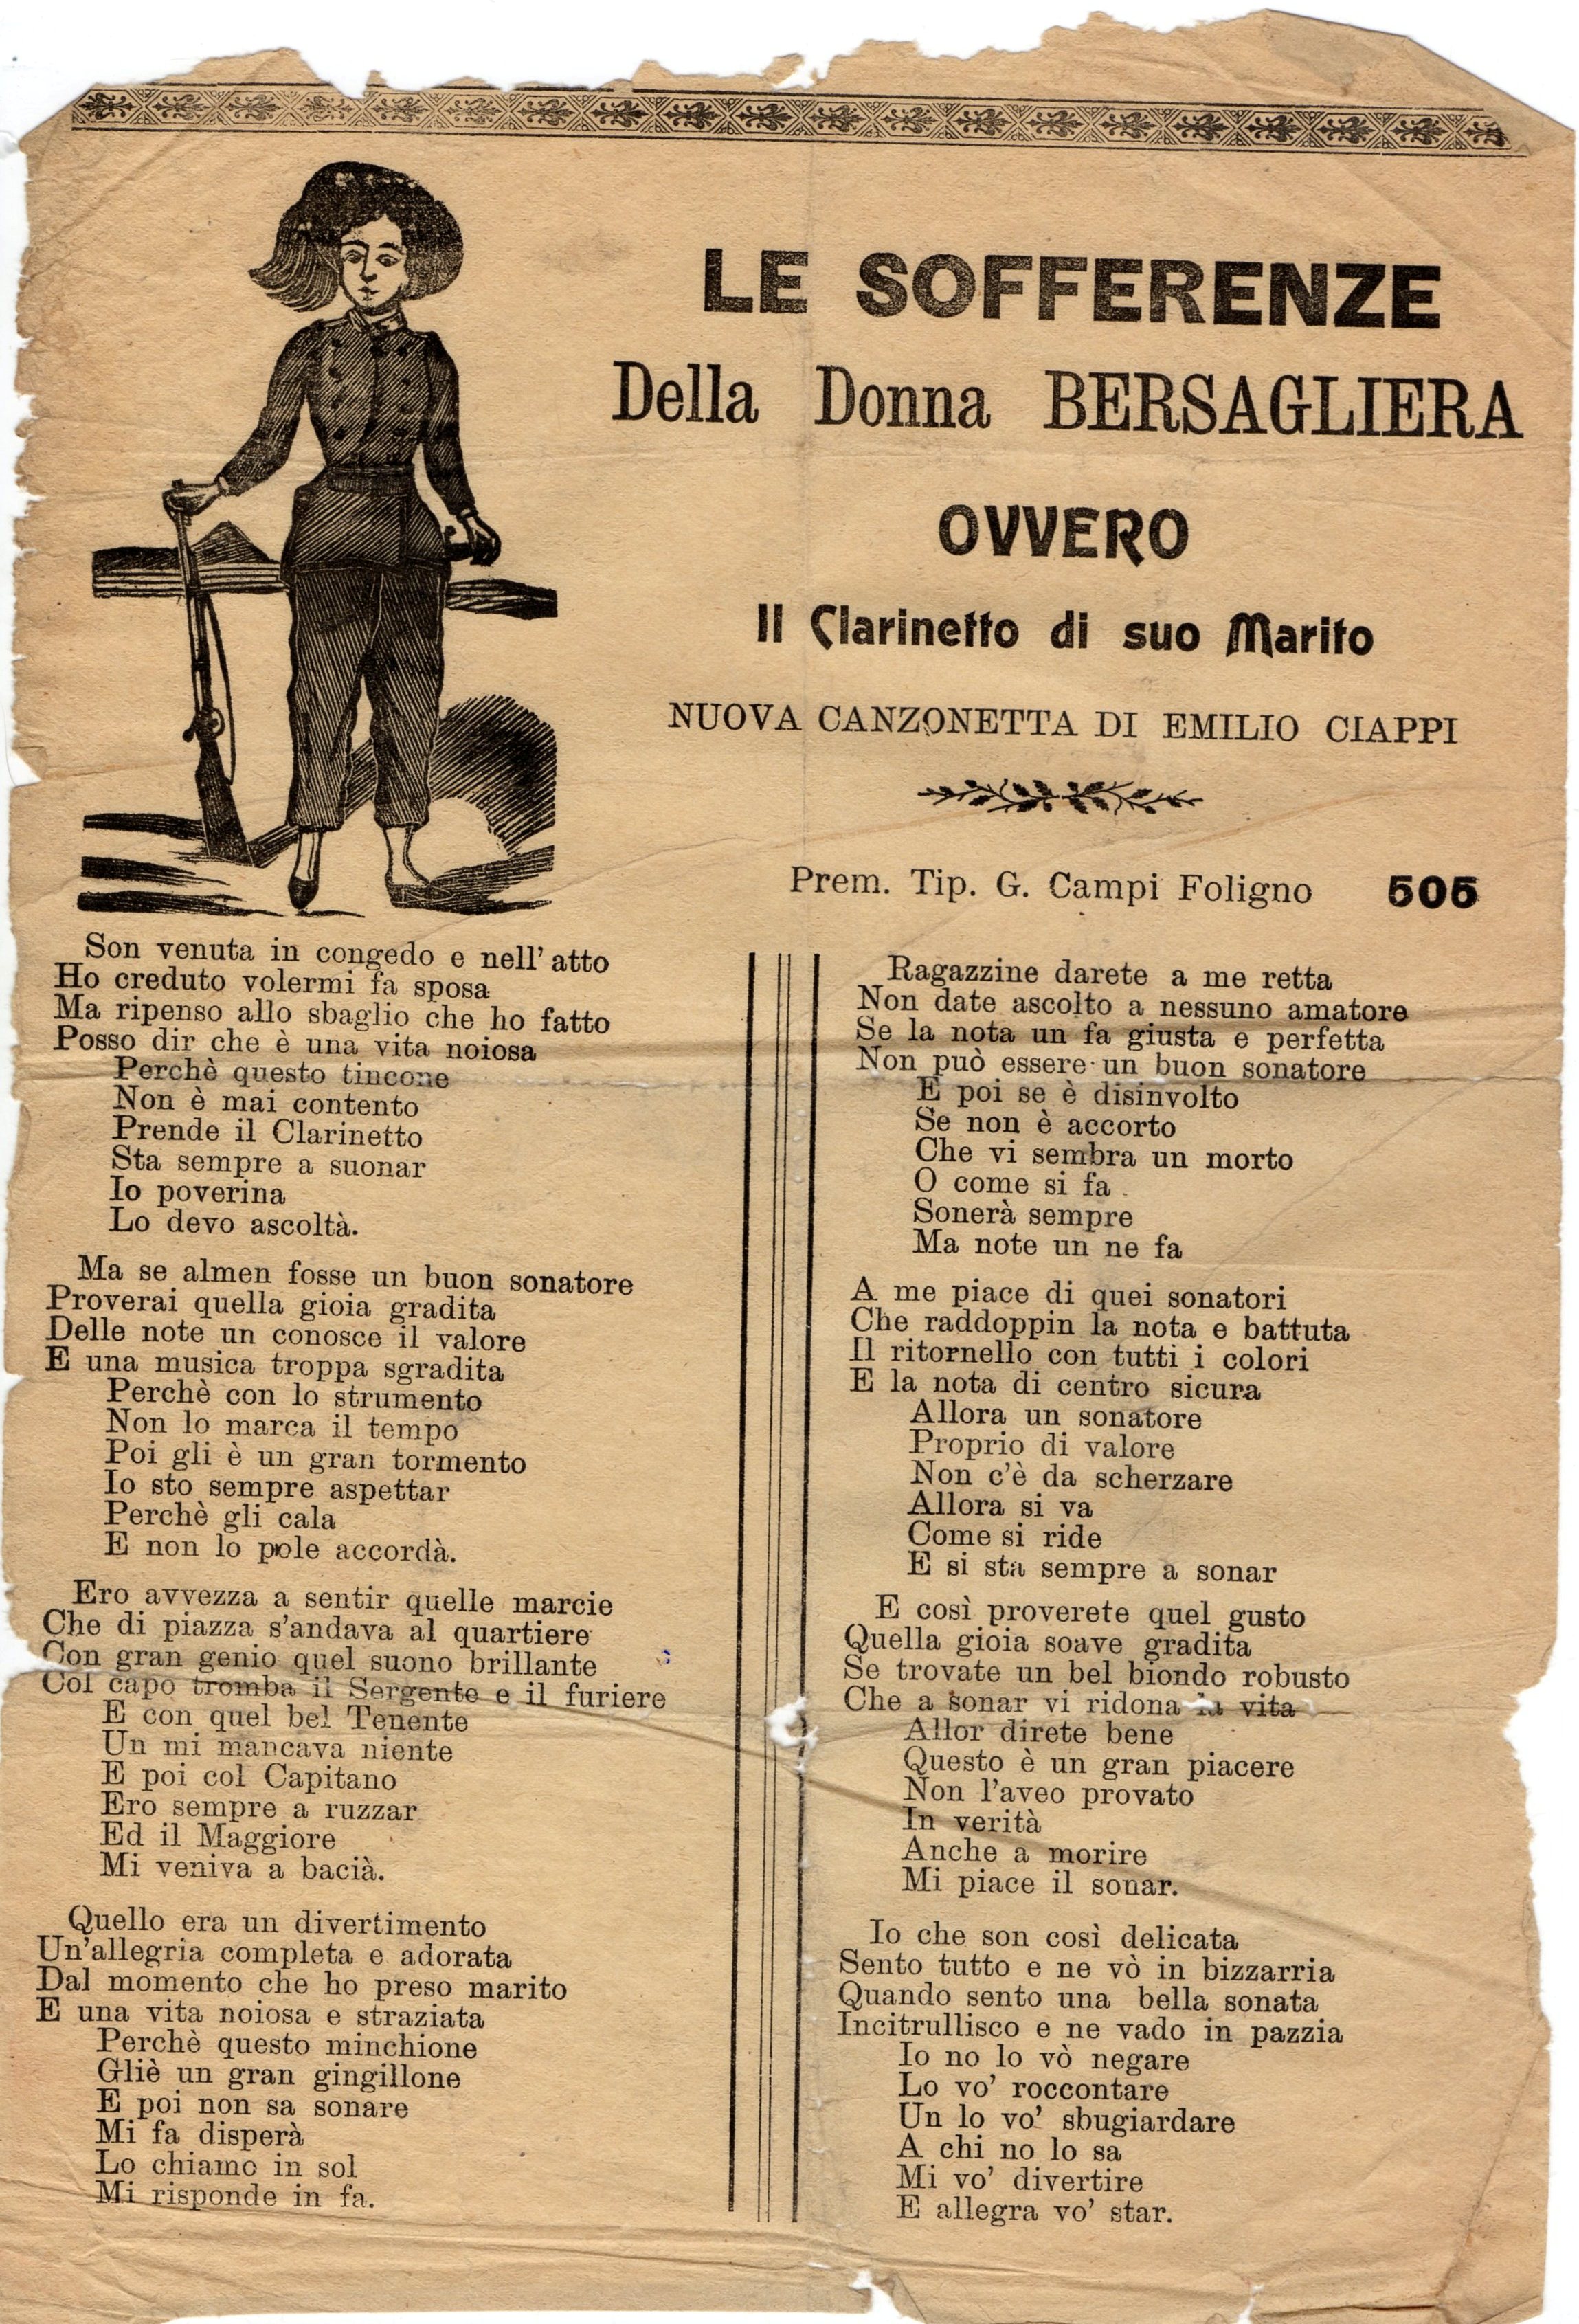 LE SOFFERENZE
Della Donna BERSAGLIERA
OVVERO
Il Clarinetto di suo Marito
NUOVA CANZONETTA DI EMILIO CIAPPI
Prem. Tip. G. Campi Foligno 505
Son venuta in congedo e nell' atto
Ho creduto volermi fa sposa
Ma ripenso allo sbaglio che ho fatto
Posso dir che è una vita noiosa
Perchè questo tincone
Non è mai contento
Prende il Clarinetto
Sta sempre a suonar
Io poverina
Lo devo ascoltà.
Ma se almen fosse un buon sonatore
Proverai quella gioia gradita
Delle note un conosce il valore
E una musica troppa sgradita
Perchè con lo strumento
Non lo marca il tempo
Poi gli è un gran tormento
Io sto sempre aspettar
Perchè gli cala
E non lo pole accordà.
Ero avvezza a sentir quelle marcie
Che di piazza s'andava al quartiere
Con gran genio quel suono brillante
Col capo tromba il Sergente e il furiere
E con quel bel Tenente
Un mi mancava niente
E poi col Capitano
Ero sempre a ruzzar
Ed il Maggiore
Mi veniva a bacià.
Quello era un divertimento
Un'allegria completa e adorata
Dal momento che ho preso marito
E una vita noiosa e straziata
Perchè questo minchione
Gliè un gran gingillone
E poi non sa sonare
Mi fa disperà
Lo chiamo in sol
Mi risponde in fa.
Ragazzine darete a me retta
Non date ascolto a nessuno amatore
Se la nota un fa giusta e perfetta
Non può essere un buon sonatore
E poi se è disinvolto
Se non è accorto
Che vi sembra un morto
O come si fa
Sonerà sempre
Ma note un ne fa
A me piace di quei sonatori
Che raddoppin la nota e battuta
Il ritornello con tutti i colori
E la nota di centro sicura
Allora un sonatore
Proprio di valore
Non c'è da scherzare
Allora si va
Come si ride
E si sta sempre a sonar
E così proverete quel gusto
Quella gioia soave gradita
Se trovate un bel biondo robusto
Che a sonar vi ridona la vita
Allor direte bene
Questo è un gran piacere
Non l'aveo provato
In verità
Anche a morire
Mi piace il sonar.
Io che son così delicata
Sento tutto e ne vò in bizzarria
Quando sento una bella sonata
Incitrullisco e ne vado in pazzia
Io no lo vò negare
Lo vo' roccontare
Un lo vo' sbugiardare
A chi no lo sa
Mi vo' divertire
E allegra vo' star.